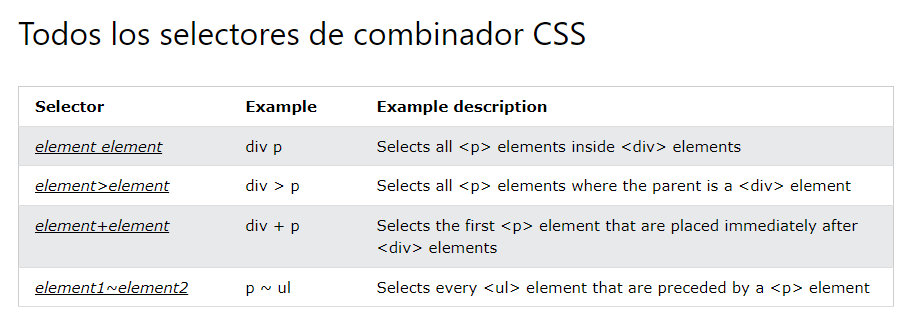 Todos los selectores de combinador CSS
Selector Example Example description
element element div p Selects all <p> elements inside <div> elements
element>element div > p Selects all <p> elements where the parent is a <div> element
element+element div + p Selects the first <p> element that are placed immediately after
<div> elements
element1~element2 p ~ ul Selects every <ul> element that are preceded by a <p> element